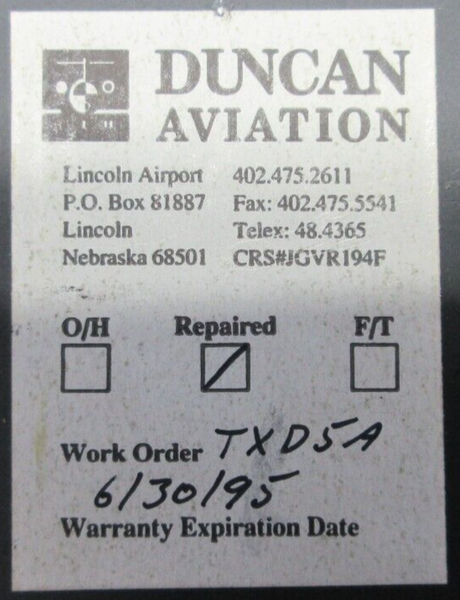 DUNCAN
AVIATION
Lincoln Airport 402.475.2611
P.O. Box 81887 Fax: 402.475.5541
Lincoln Telex: 48.4365
Nebraska 68501 CRS#JGVR194F
O/H Repaired F/T
Work Order TXD5A
6/30/95
Warranty Expiration Date